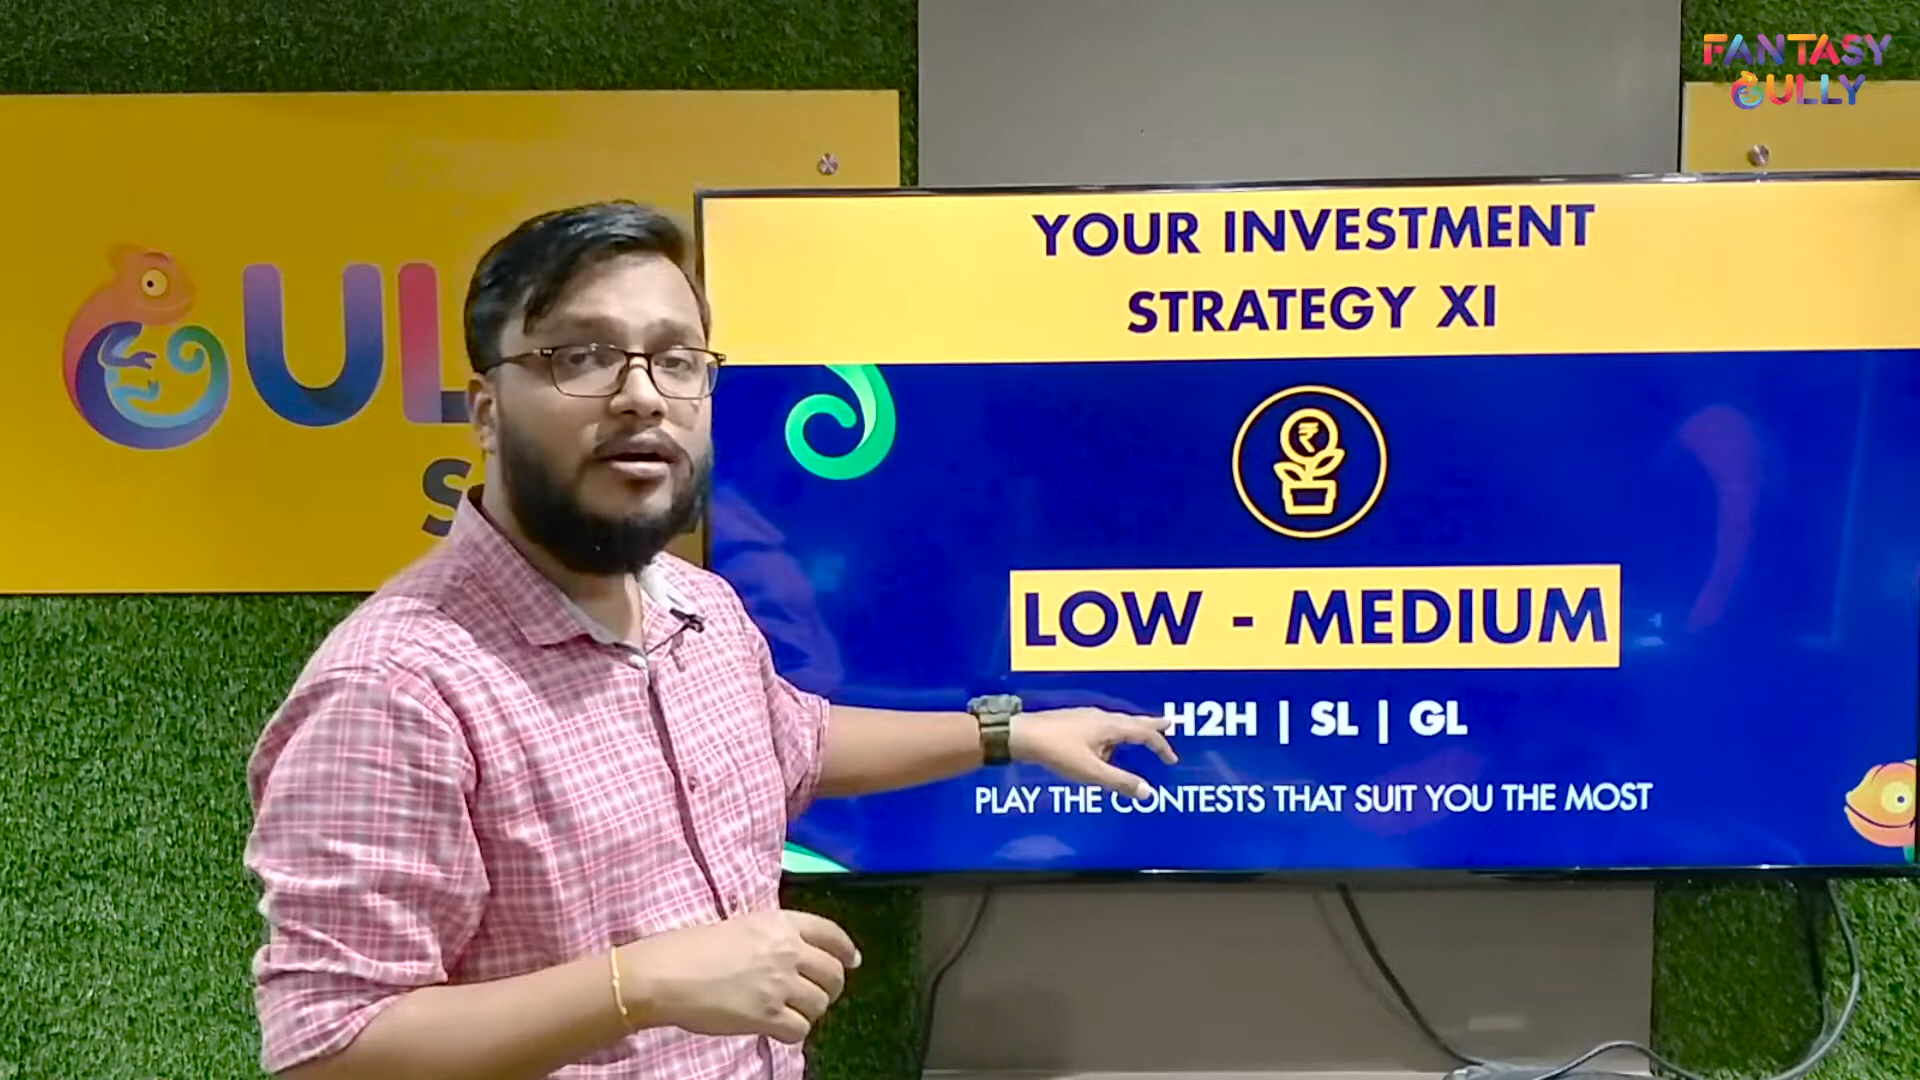 FANTASY
GULLY
YOUR INVESTMENT
STRATEGY XI
LOW - MEDIUM
H2H | SL | GL
PLAY THE CONTESTS THAT SUIT YOU THE MOST
₹